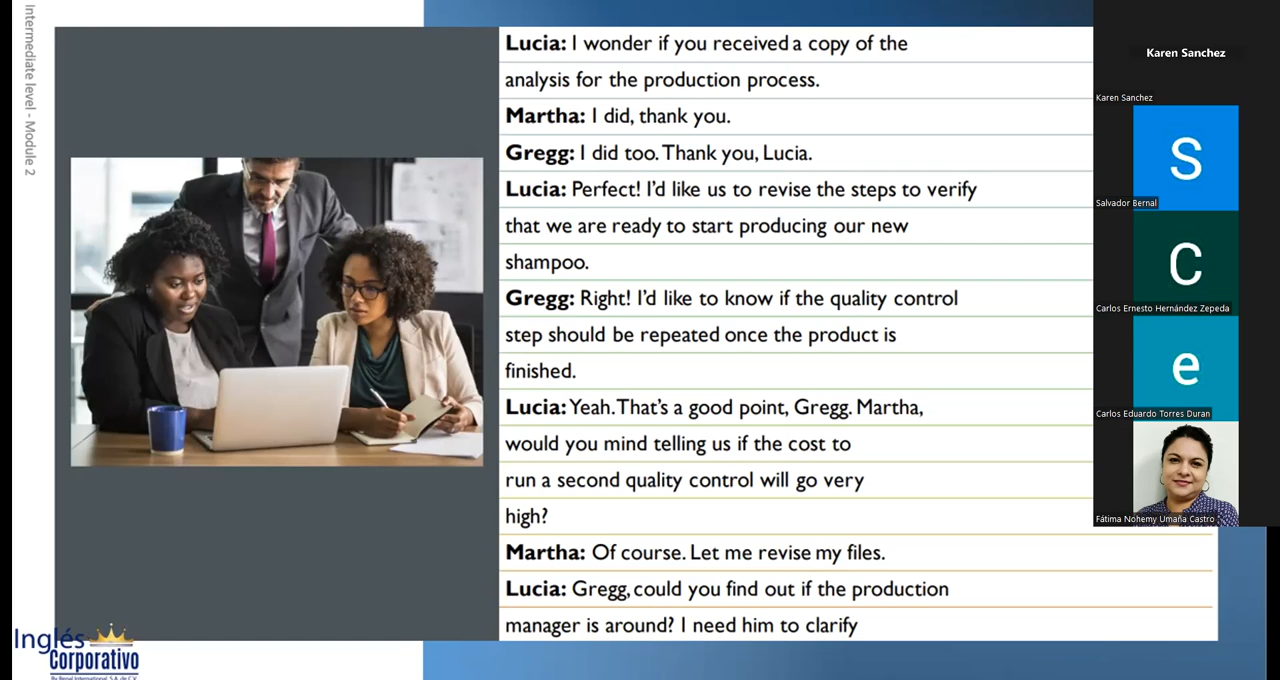 Intermediate level - Module 2
Lucia: I wonder if you received a copy of the
analysis for the production process.
Martha: I did, thank you.
Gregg: I did too. Thank you, Lucia.
Lucia: Perfect! I'd like us to revise the steps to verify
that we are ready to start producing our new
shampoo.
Gregg: Right! I'd like to know if the quality control
step should be repeated once the product is
finished.
Lucia: Yeah. That's a good point, Gregg. Martha,
would you mind telling us if the cost to
run a second quality control will go very
high?
Martha: Of course. Let me revise my files.
Lucia: Gregg, could you find out if the production
manager is around? I need him to clarify
Inglés
Corporativo
By Bernal International, S.A. de C.V.
Karen Sanchez
Karen Sanchez
S
Salvador Bernal
C
Carlos Ernesto Hernández Zepeda
e
Carlos Eduardo Torres Duran
Fátima Nohemy Umaña Castro